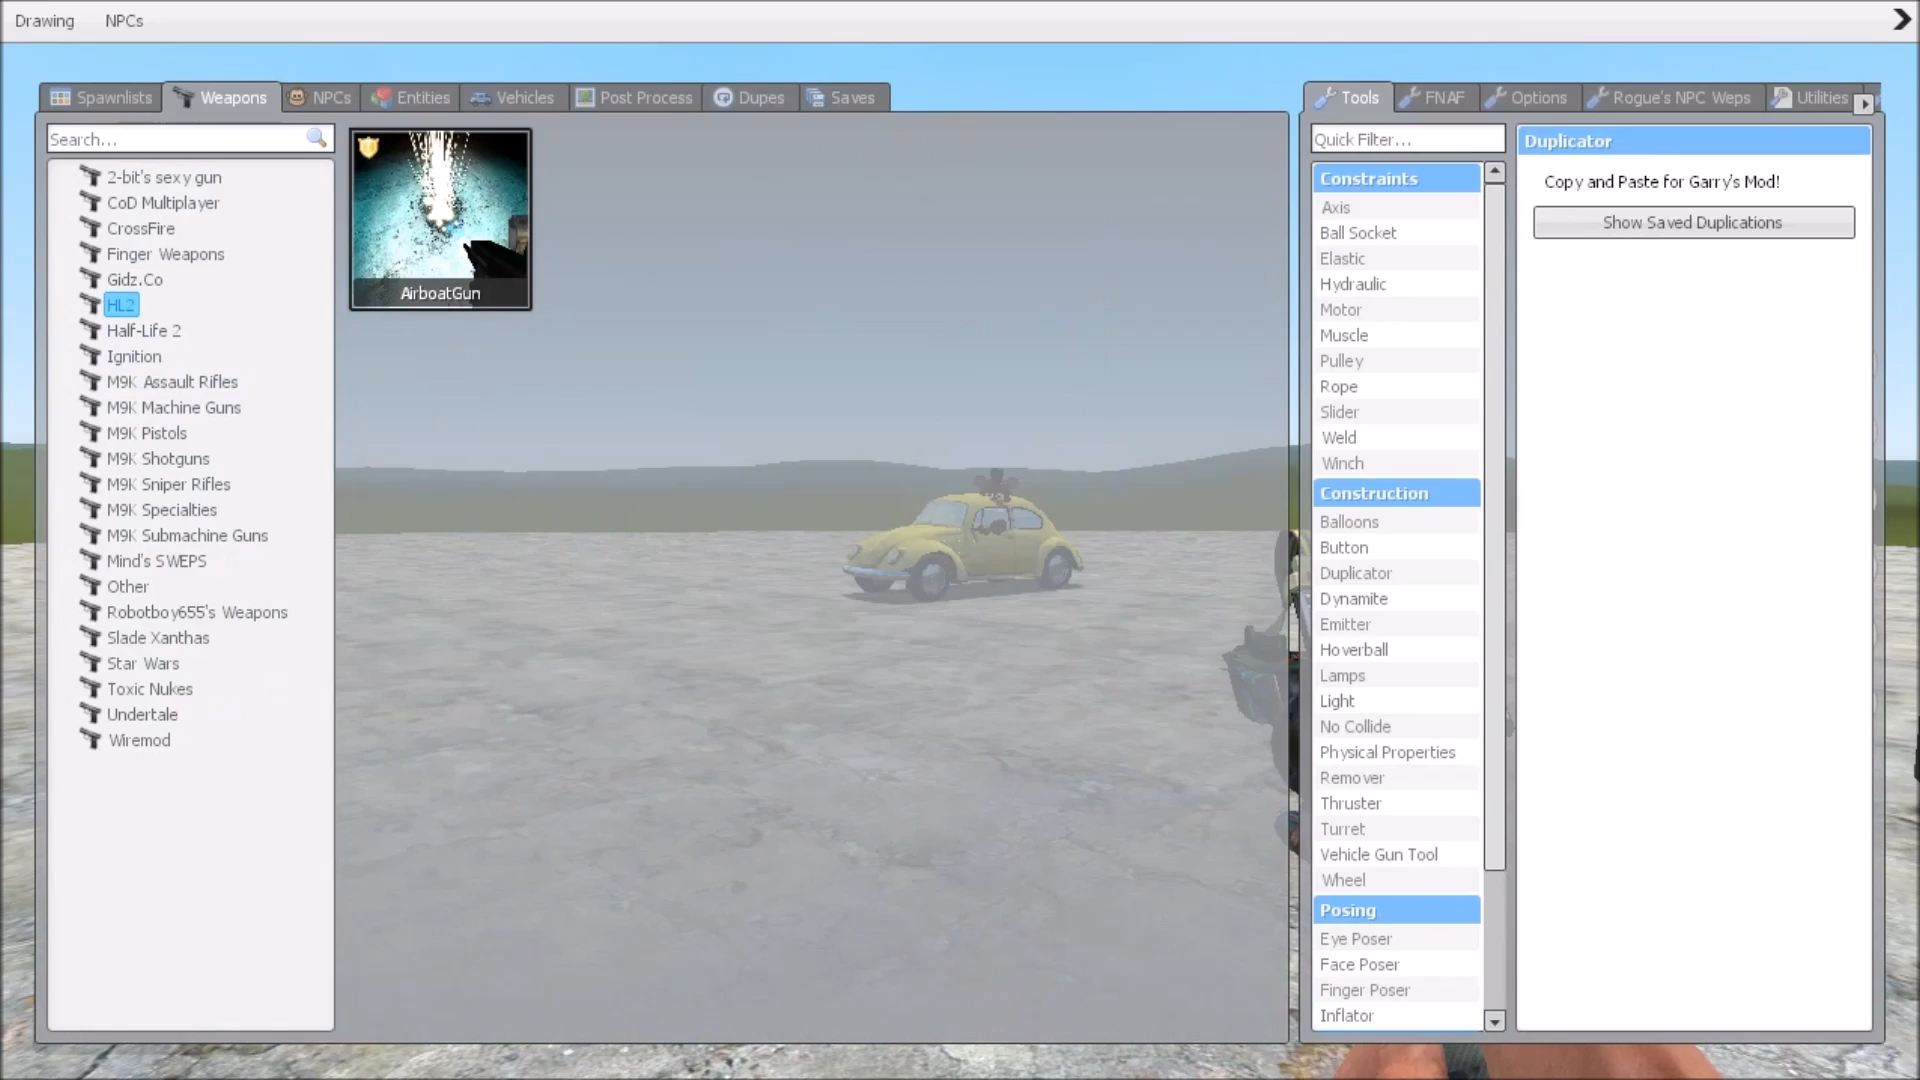 Drawing NPCs
Spawnlists Weapons NPCs Entities Vehicles Post Process Dupes Saves
Search...
2-bit's sexy gun
CoD Multiplayer
CrossFire
Finger Weapons
Gidz.Co
HL2
Half-Life 2
Ignition
M9K Assault Rifles
M9K Machine Guns
M9K Pistols
M9K Shotguns
M9K Sniper Rifles
M9K Specialties
M9K Submachine Guns
Mind's SWEPS
Other
Robotboy655's Weapons
Slade Xanthas
Star Wars
Toxic Nukes
Undertale
Wiremod
AirboatGun
Tools FNAF Options Rogue's NPC Weps Utilities
Quick Filter...
Constraints
Axis
Ball Socket
Elastic
Hydraulic
Motor
Muscle
Pulley
Rope
Slider
Weld
Winch
Construction
Balloons
Button
Duplicator
Dynamite
Emitter
Hoverball
Lamps
Light
No Collide
Physical Properties
Remover
Thruster
Turret
Vehicle Gun Tool
Wheel
Posing
Eye Poser
Face Poser
Finger Poser
Inflator
Duplicator
Copy and Paste for Garry's Mod!
Show Saved Duplications